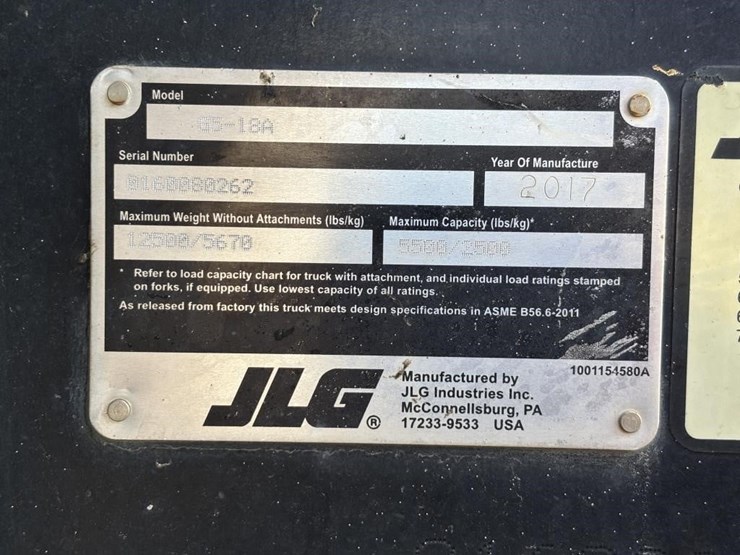 Model
G5-18A
Serial Number
0160080262
Year Of Manufacture
2017
Maximum Weight Without Attachments (lbs/kg)
12500/5670
Maximum Capacity (lbs/kg)*
5500/2500
* Refer to load capacity chart for truck with attachment, and individual load ratings stamped
on forks, if equipped. Use lowest capacity of all ratings.
As released from factory this truck meets design specifications in ASME B56.6-2011
1001154580A
JLG®
Manufactured by
JLG Industries Inc.
McConnellsburg, PA
17233-9533 USA